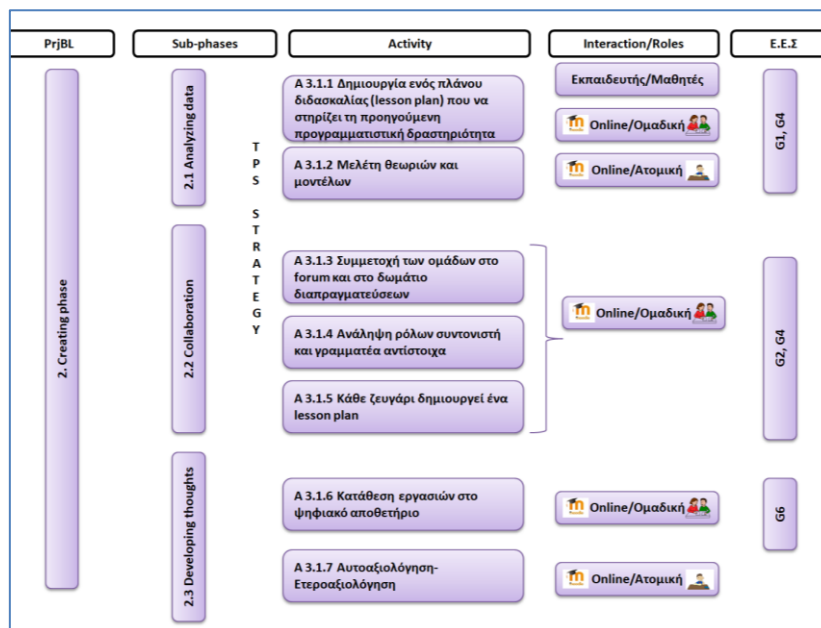 PrjBL
Sub-phases
Activity
Interaction/Roles
Ε.Ε.Σ
2. Creating phase
2.1 Analyzing data
TPS STRATEGY
Α 3.1.1 Δημιουργία ενός πλάνου
διδασκαλίας (lesson plan) που να
στηρίζει τη προηγούμενη
προγραμματιστική δραστηριότητα
Εκπαιδευτής/Μαθητές
Online/Ομαδική
G1, G4
Α 3.1.2 Μελέτη θεωριών και
μοντέλων
Online/Ατομική
2.2 Collaboration
Α 3.1.3 Συμμετοχή των ομάδων στο
forum και στο δωμάτιο
διαπραγματεύσεων
Α 3.1.4 Ανάληψη ρόλων συντονιστή
και γραμματέα αντίστοιχα
Α 3.1.5 Κάθε ζευγάρι δημιουργεί ένα
lesson plan
Online/Ομαδική
G2, G4
2.3 Developing thoughts
Α 3.1.6 Κατάθεση εργασιών στο
ψηφιακό αποθετήριο
Online/Ομαδική
G6
Α 3.1.7 Αυτοαξιολόγηση-
Ετεροαξιολόγηση
Online/Ατομική